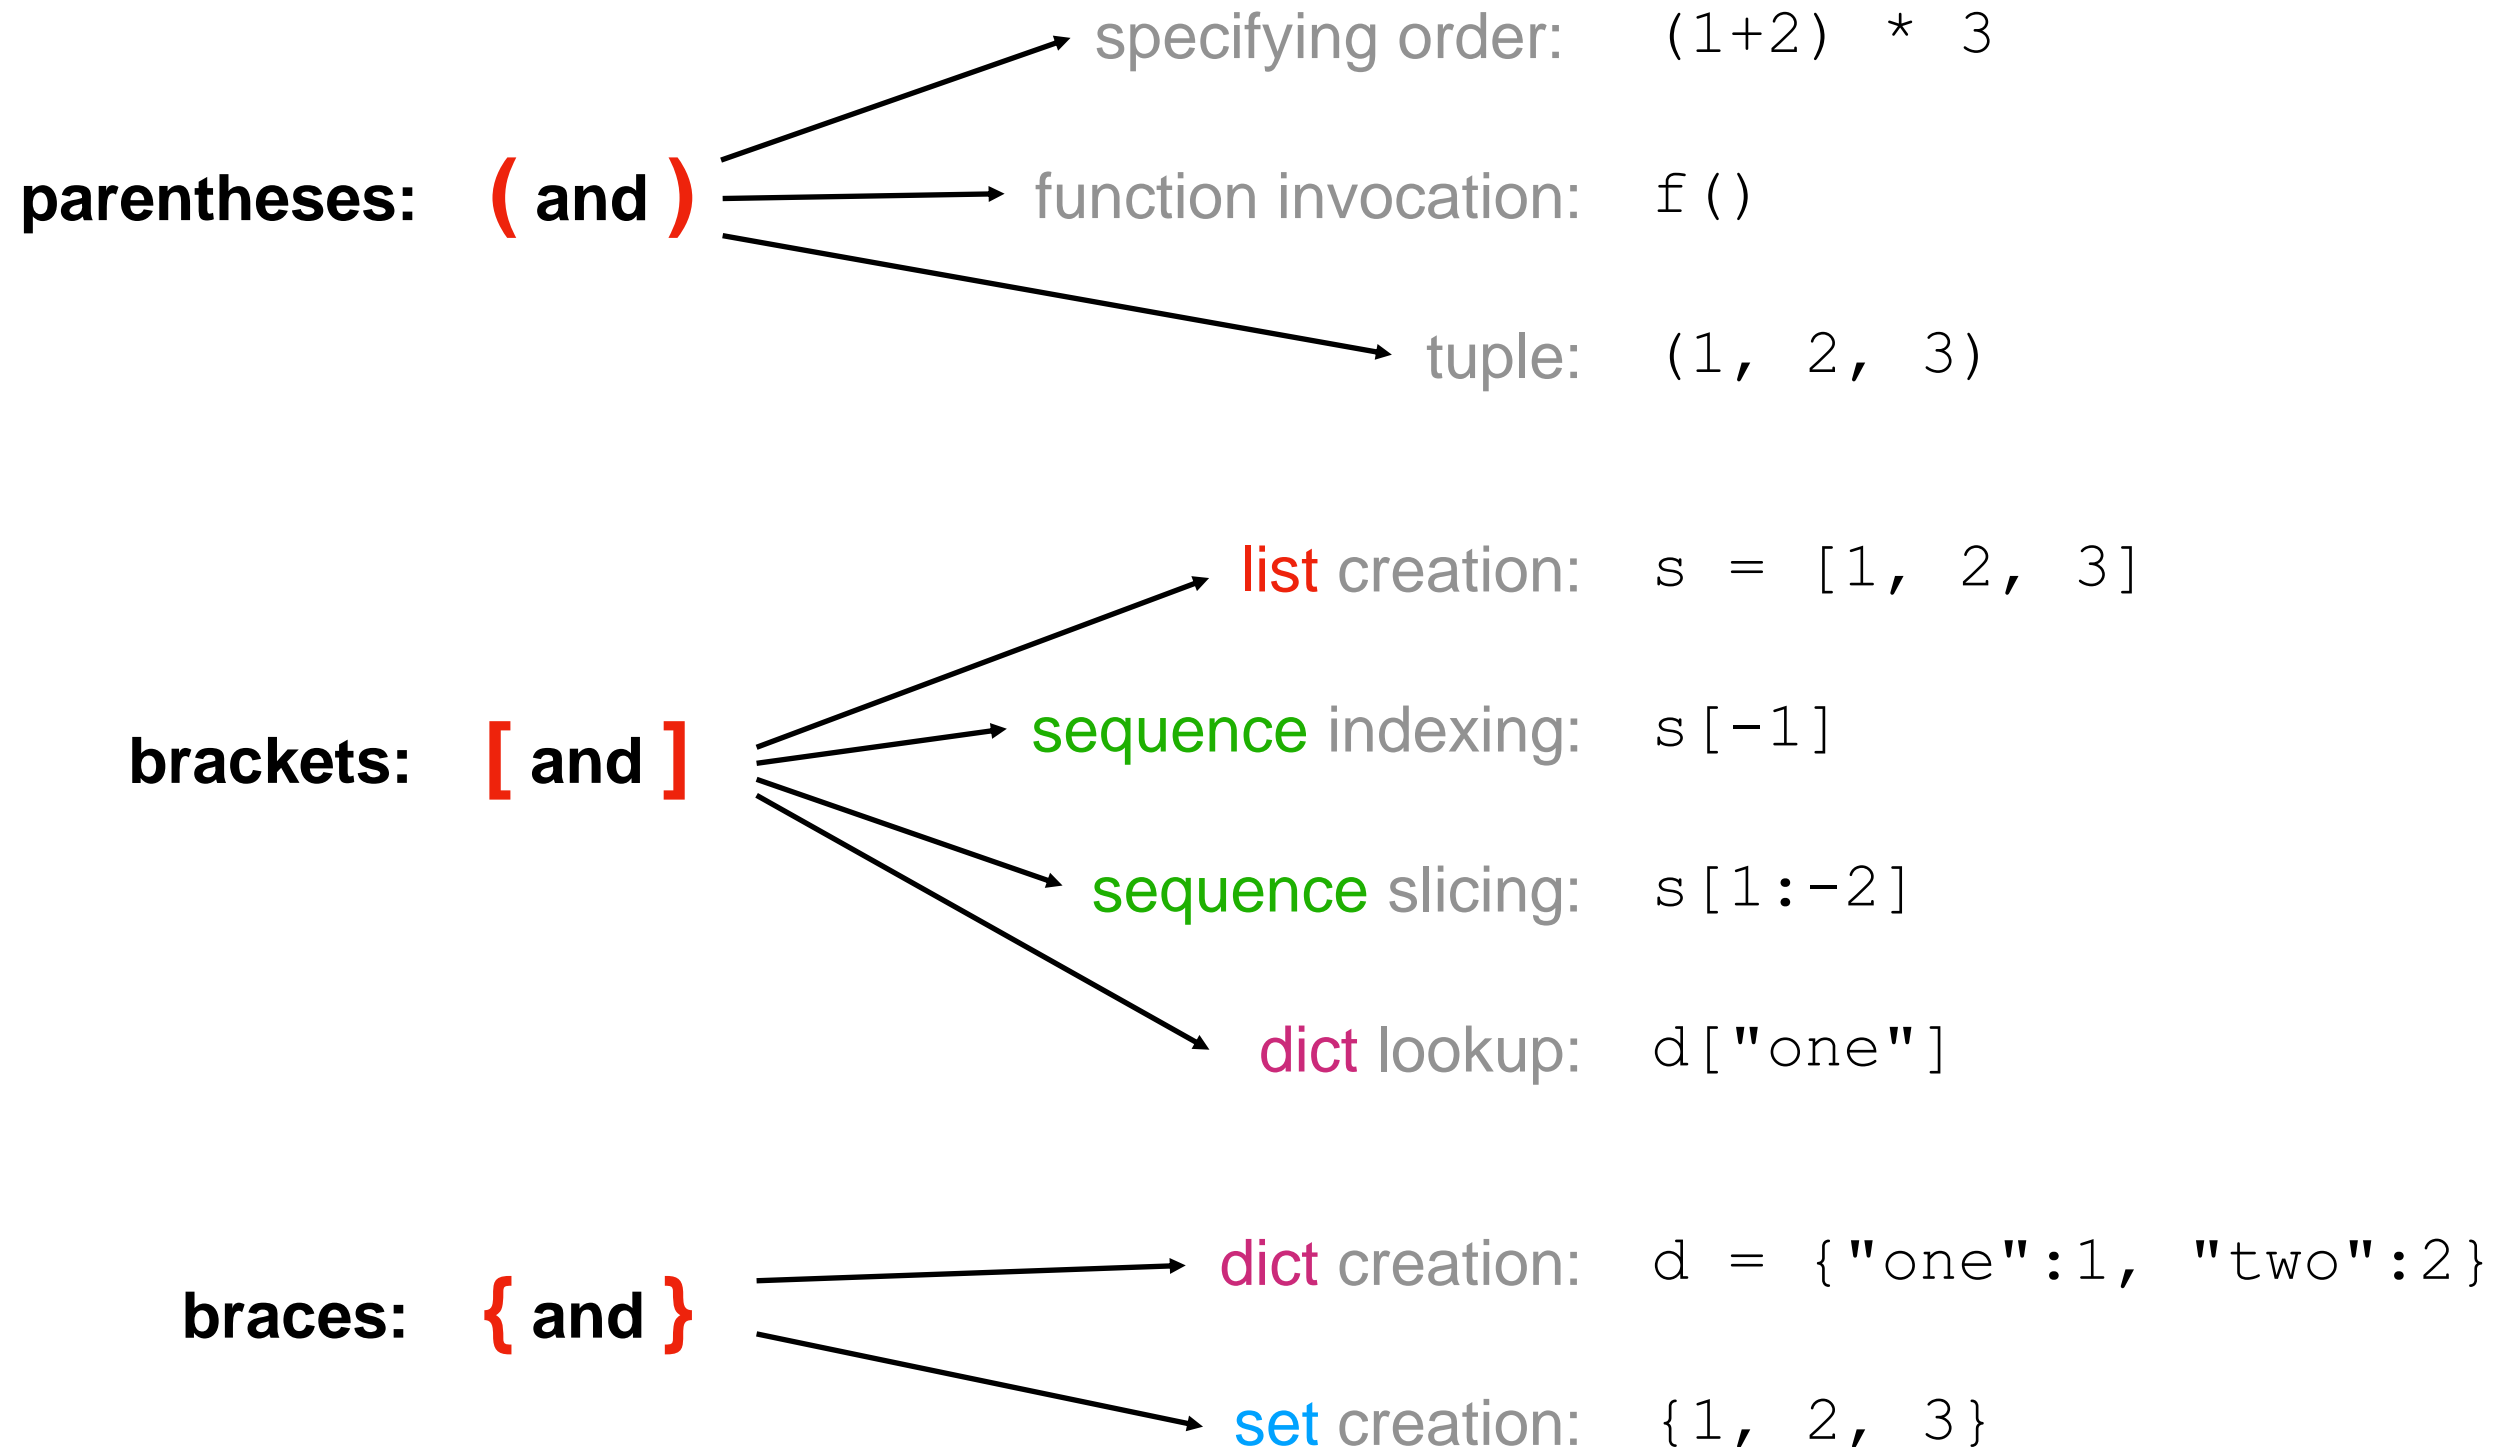 parentheses: ( and )
specifying order: (1+2) * 3
function invocation: f()
tuple: (1, 2, 3)
brackets: [ and ]
list creation: s = [1, 2, 3]
sequence indexing: s[-1]
sequence slicing: s[1:-2]
dict lookup: d["one"]
braces: { and }
dict creation: d = {"one":1, "two":2}
set creation: {1, 2, 3}